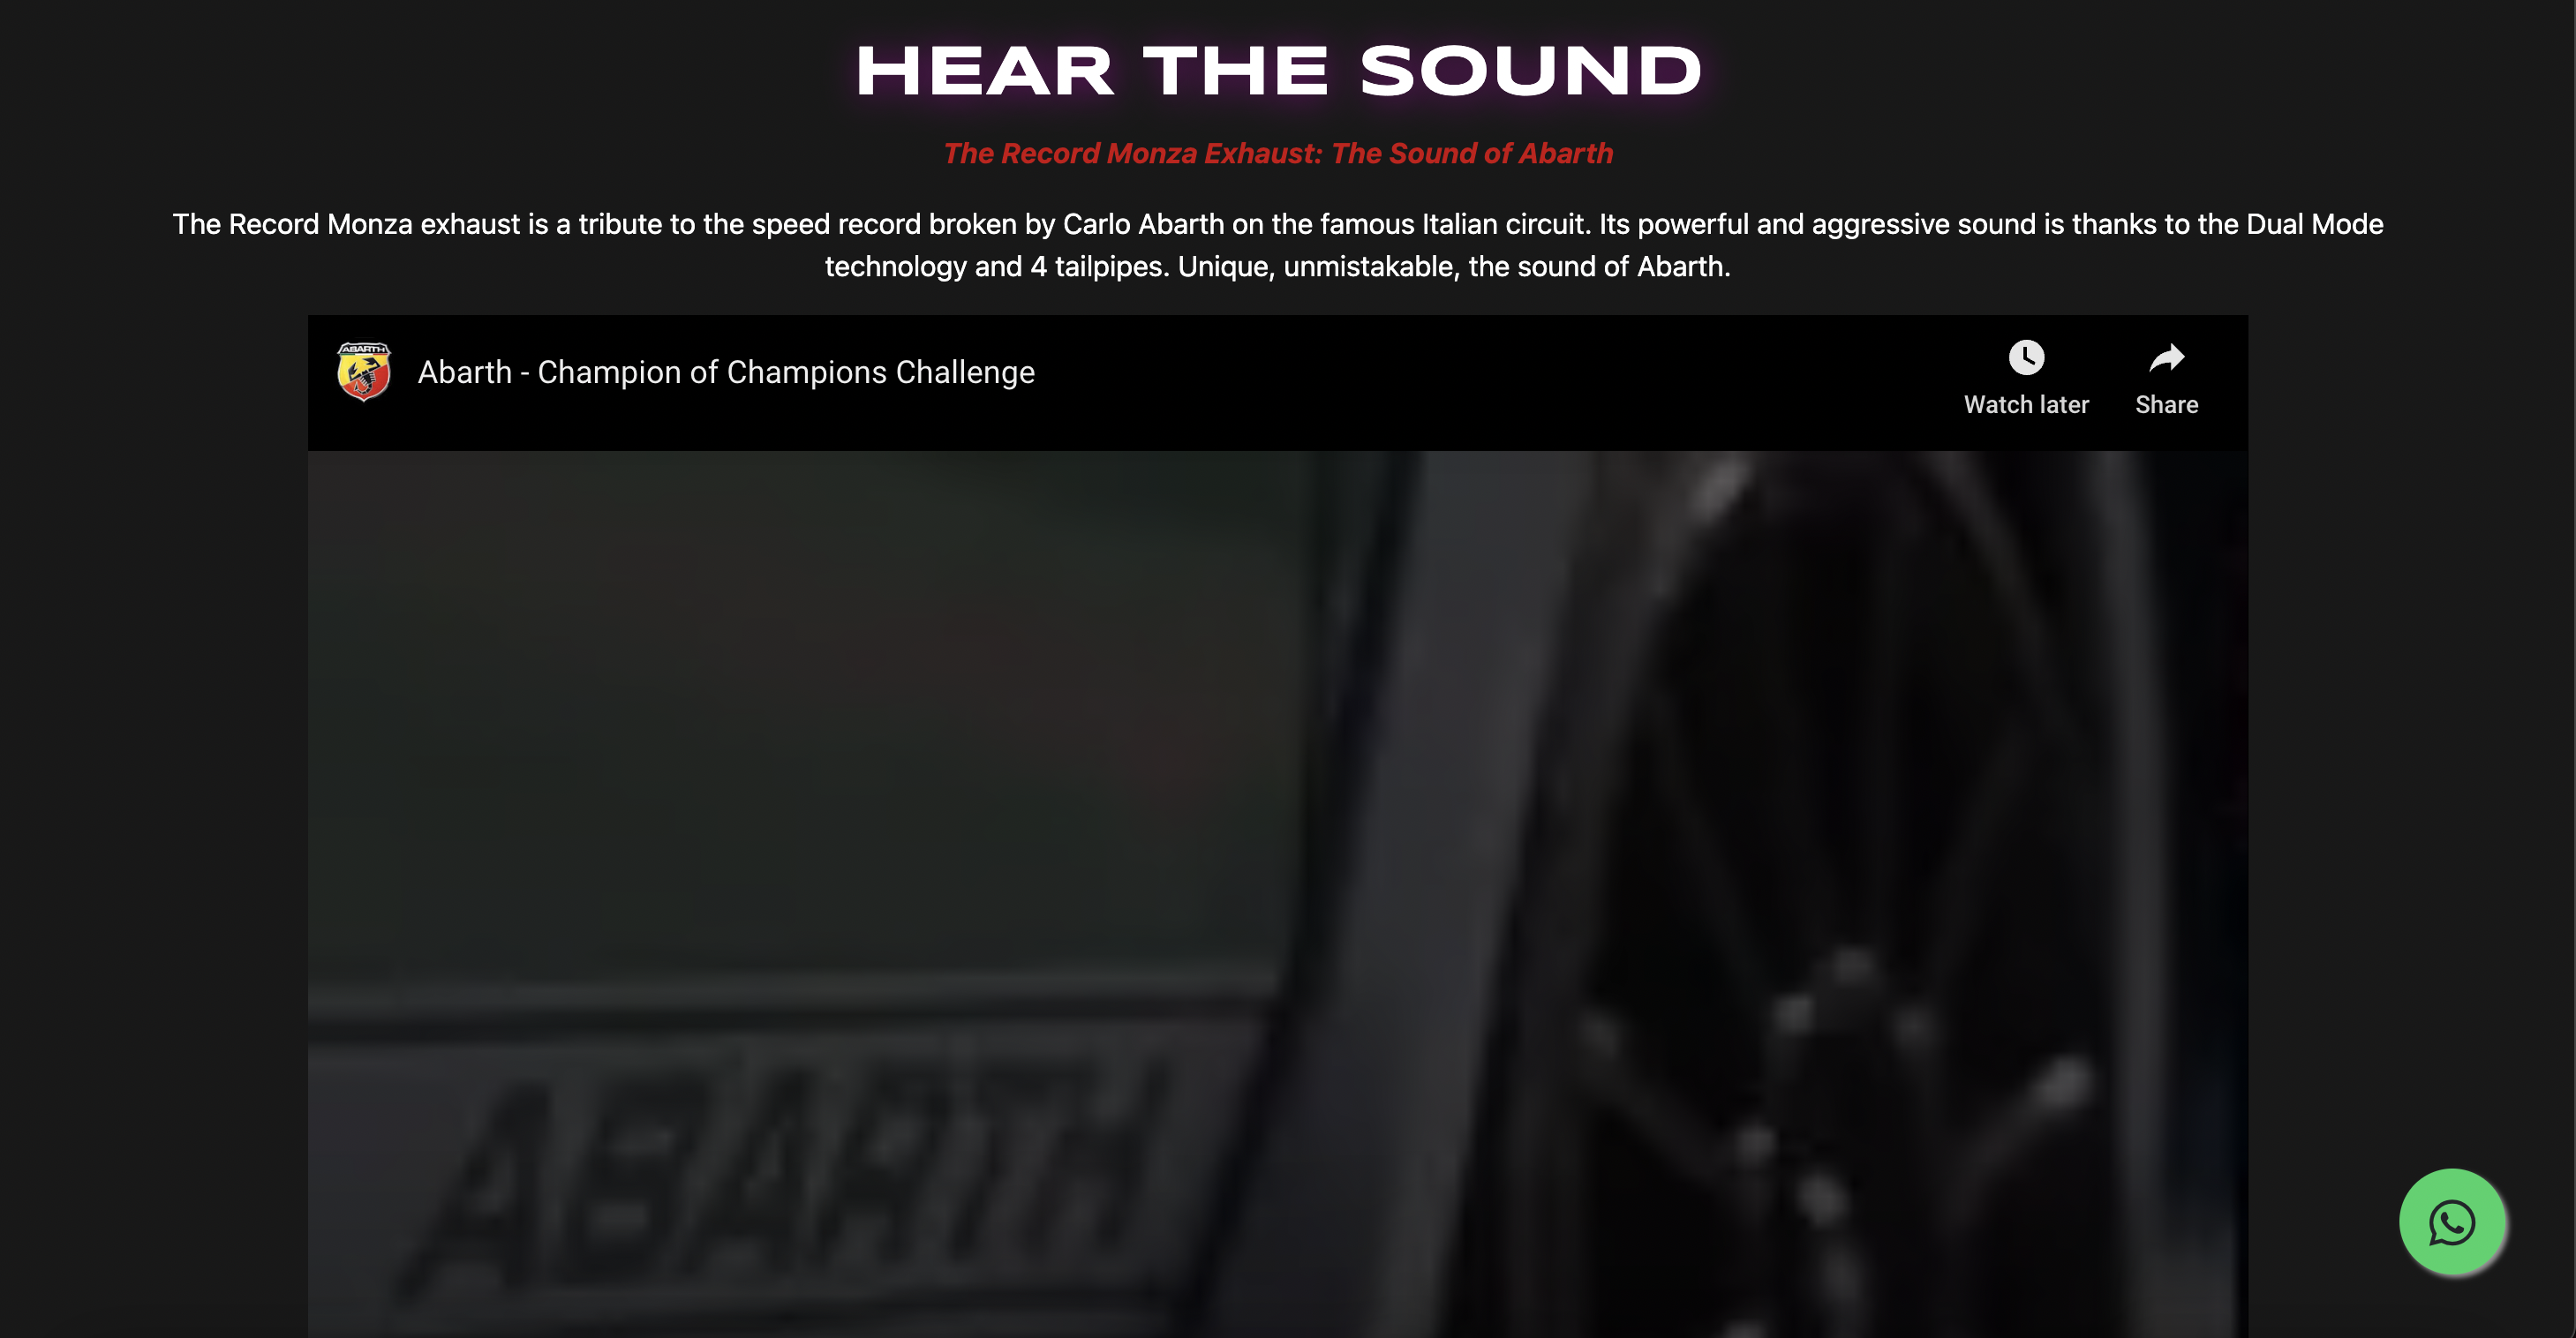 HEAR THE SOUND
The Record Monza Exhaust: The Sound of Abarth
The Record Monza exhaust is a tribute to the speed record broken by Carlo Abarth on the famous Italian circuit. Its powerful and aggressive sound is thanks to the Dual Mode
technology and 4 tailpipes. Unique, unmistakable, the sound of Abarth.
ABARTH
Abarth - Champion of Champions Challenge
Watch later
Share
ABARTH